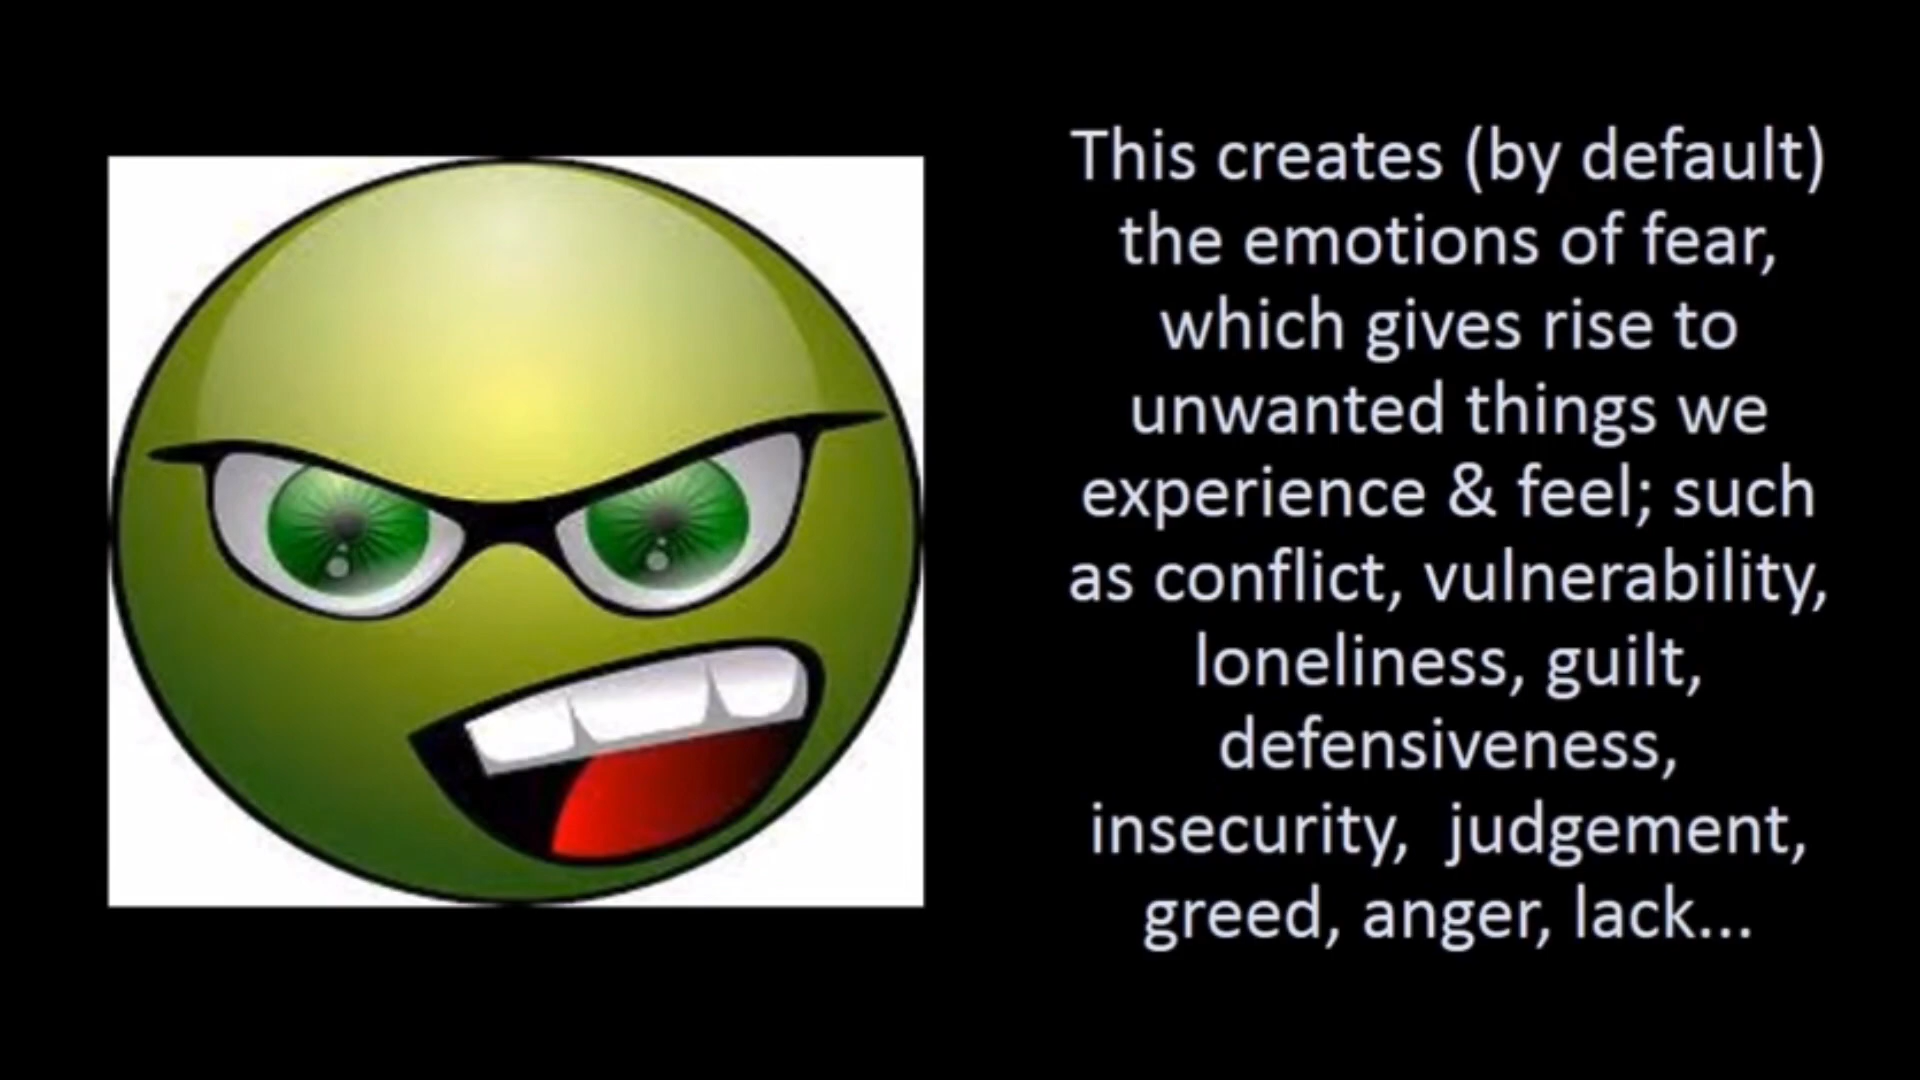 This creates (by default)
the emotions of fear,
which gives rise to
unwanted things we
experience & feel; such
as conflict, vulnerability,
loneliness, guilt,
defensiveness,
insecurity,  judgement,
greed, anger, lack...